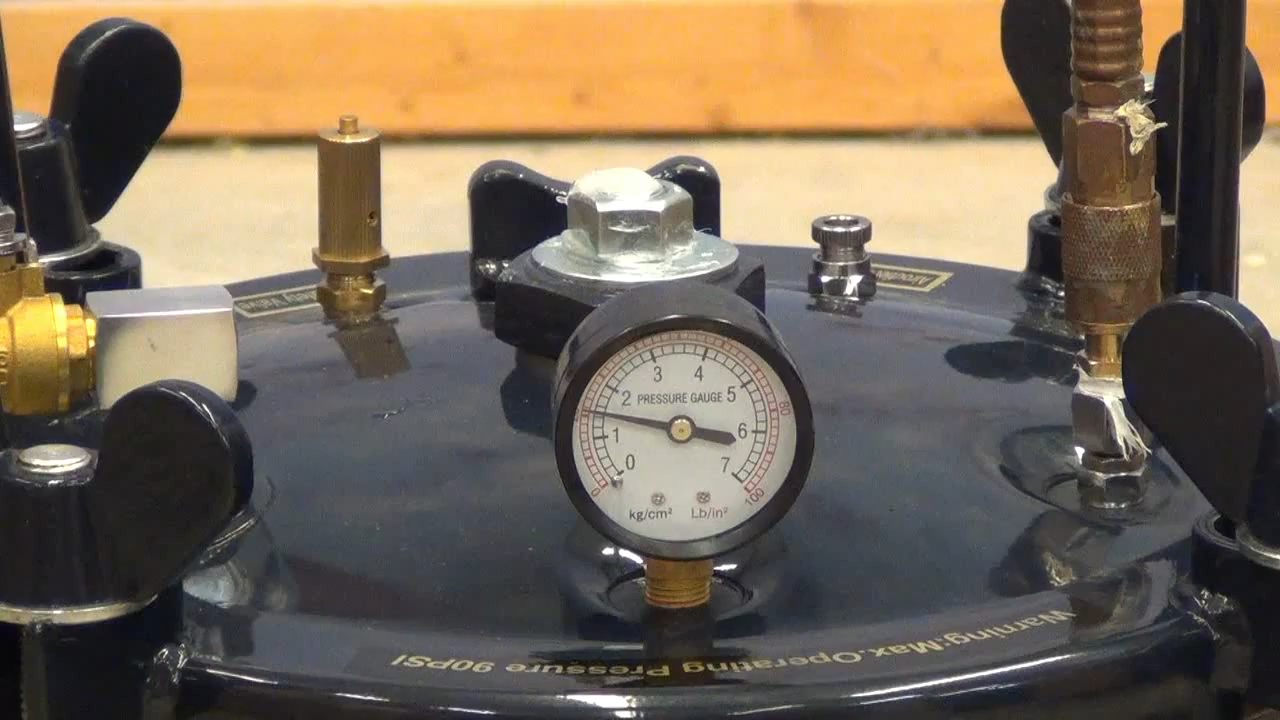 3 4
2 PRESSURE GAUGE 5
1 6
0 7
0 80 100
kg/cm² Lb/in²
Warning:Max.Operating Pressure 90PSI